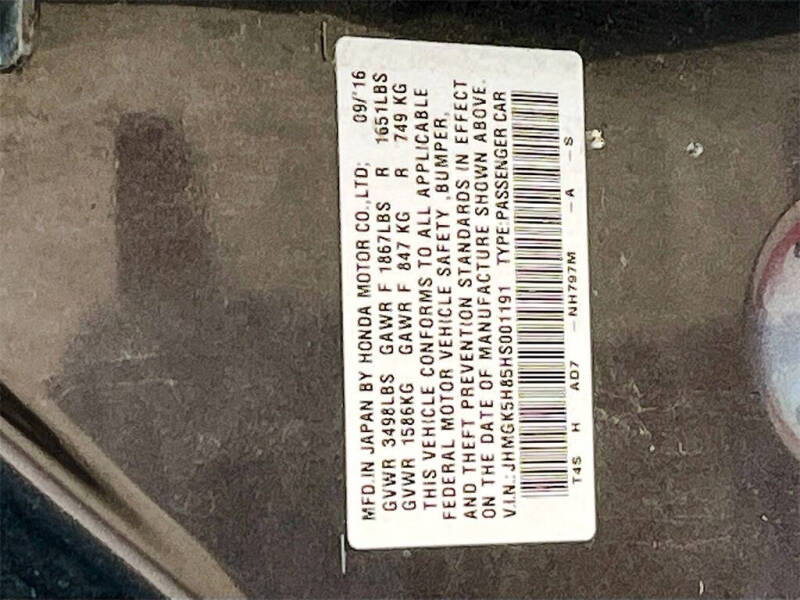 MFD.IN JAPAN BY HONDA MOTOR CO.,LTD; 09/'16
GVWR 3498LBS GAWR F 1867LBS R 1651LBS
GVWR 1586KG GAWR F 847 KG R 749 KG
THIS VEHICLE CONFORMS TO ALL APPLICABLE
FEDERAL MOTOR VEHICLE SAFETY ,BUMPER,
AND THEFT PREVENTION STANDARDS IN EFFECT
ON THE DATE OF MANUFACTURE SHOWN ABOVE.
V.I.N.: JHMGK5H85HS001191 TYPE:PASSENGER CAR
T4S H AD7 -NH797M -A -S